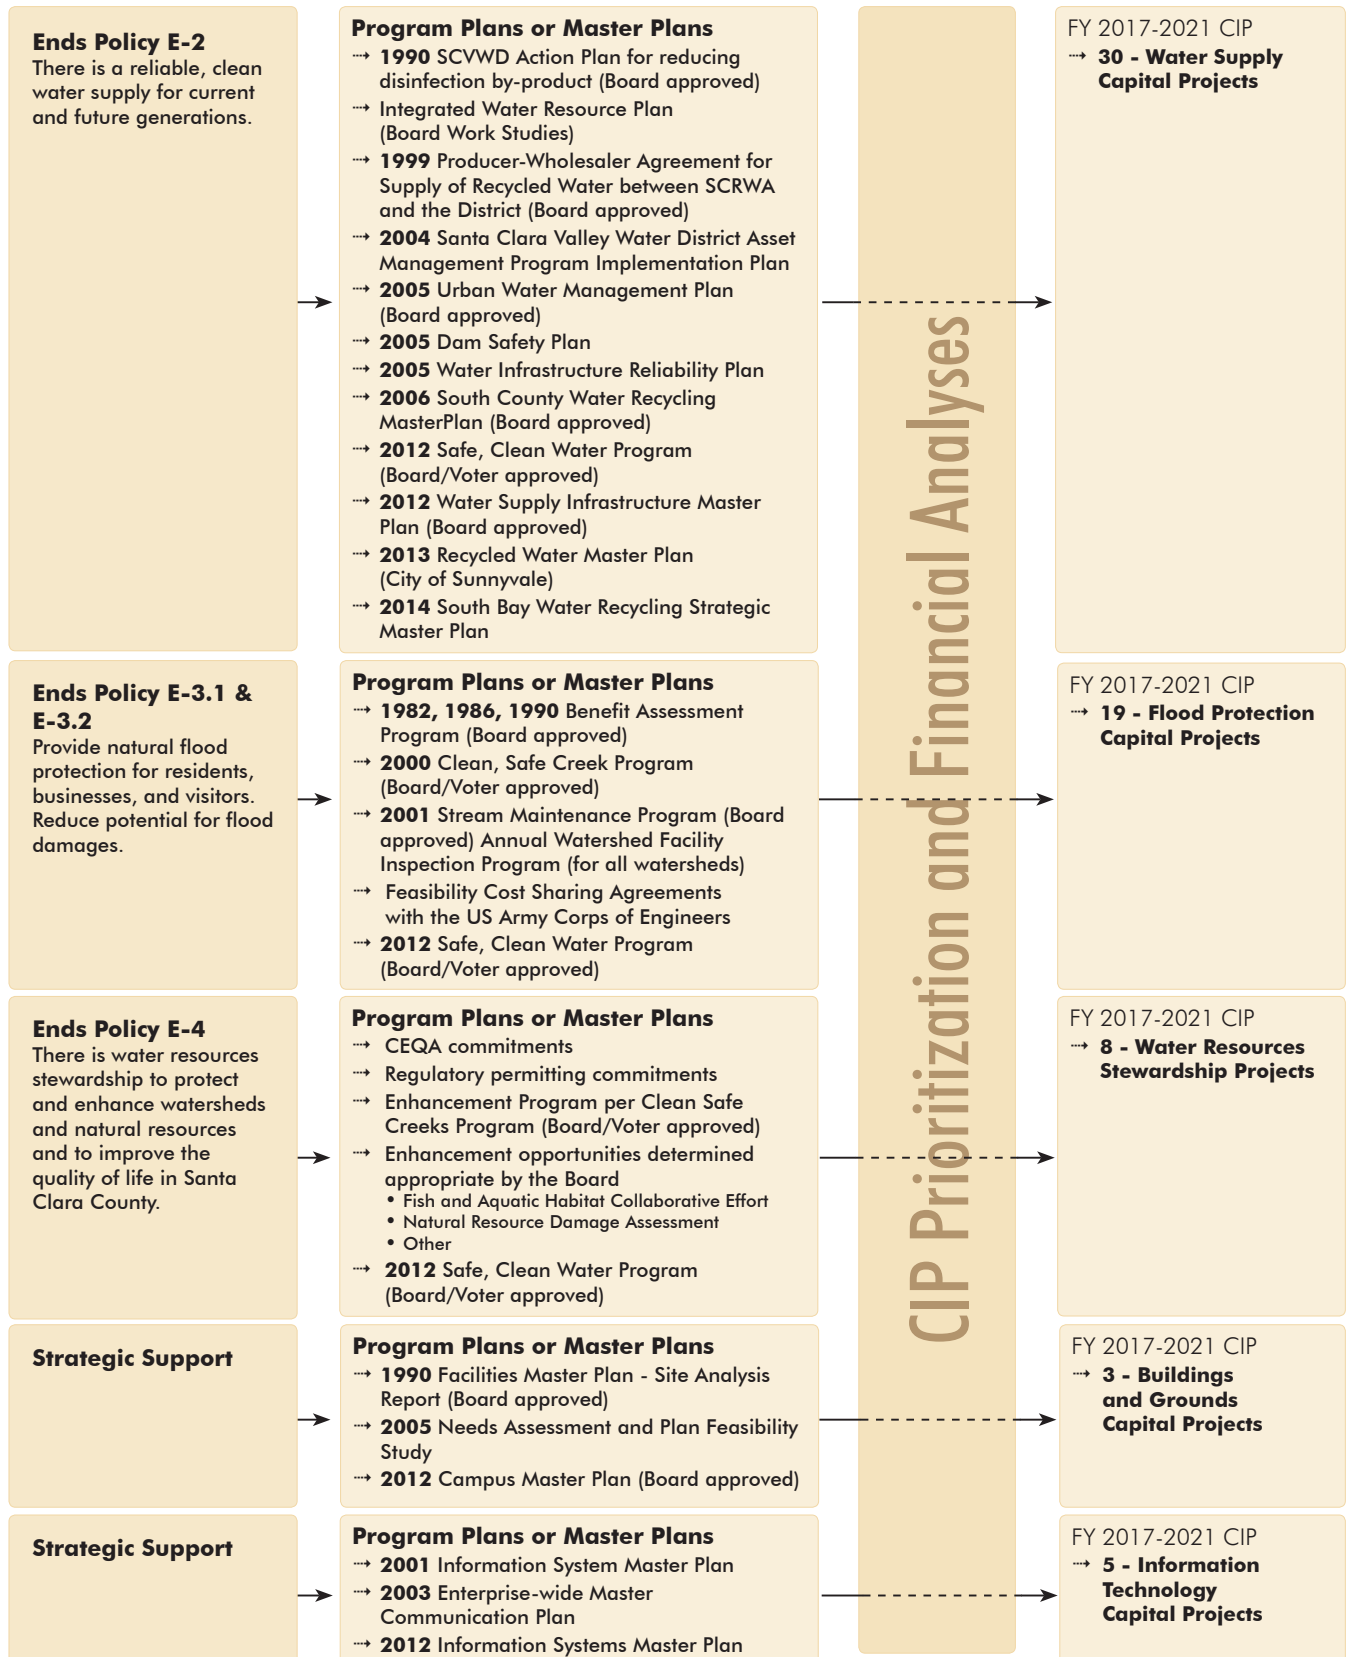 Ends Policy E-2
There is a reliable, clean
water supply for current
and future generations.
Program Plans or Master Plans
1990 SCVWD Action Plan for reducing
disinfection by-product (Board approved)
Integrated Water Resource Plan
(Board Work Studies)
1999 Producer-Wholesaler Agreement for
Supply of Recycled Water between SCRWA
and the District (Board approved)
2004 Santa Clara Valley Water District Asset
Management Program Implementation Plan
2005 Urban Water Management Plan
(Board approved)
2005 Dam Safety Plan
2005 Water Infrastructure Reliability Plan
2006 South County Water Recycling
MasterPlan (Board approved)
2012 Safe, Clean Water Program
(Board/Voter approved)
2012 Water Supply Infrastructure Master
Plan (Board approved)
2013 Recycled Water Master Plan
(City of Sunnyvale)
2014 South Bay Water Recycling Strategic
Master Plan
CIP Prioritization and Financial Analyses
FY 2017-2021 CIP
30 - Water Supply
Capital Projects
Ends Policy E-3.1 &
E-3.2
Provide natural flood
protection for residents,
businesses, and visitors.
Reduce potential for flood
damages.
Program Plans or Master Plans
1982, 1986, 1990 Benefit Assessment
Program (Board approved)
2000 Clean, Safe Creek Program
(Board/Voter approved)
2001 Stream Maintenance Program (Board
approved) Annual Watershed Facility
Inspection Program (for all watersheds)
Feasibility Cost Sharing Agreements
with the US Army Corps of Engineers
2012 Safe, Clean Water Program
(Board/Voter approved)
FY 2017-2021 CIP
19 - Flood Protection
Capital Projects
Ends Policy E-4
There is water resources
stewardship to protect
and enhance watersheds
and natural resources
and to improve the
quality of life in Santa
Clara County.
Program Plans or Master Plans
CEQA commitments
Regulatory permitting commitments
Enhancement Program per Clean Safe
Creeks Program (Board/Voter approved)
Enhancement opportunities determined
appropriate by the Board
• Fish and Aquatic Habitat Collaborative Effort
• Natural Resource Damage Assessment
• Other
2012 Safe, Clean Water Program
(Board/Voter approved)
FY 2017-2021 CIP
8 - Water Resources
Stewardship Projects
Strategic Support
Program Plans or Master Plans
1990 Facilities Master Plan - Site Analysis
Report (Board approved)
2005 Needs Assessment and Plan Feasibility
Study
2012 Campus Master Plan (Board approved)
FY 2017-2021 CIP
3 - Buildings
and Grounds
Capital Projects
Strategic Support
Program Plans or Master Plans
2001 Information System Master Plan
2003 Enterprise-wide Master
Communication Plan
2012 Information Systems Master Plan
FY 2017-2021 CIP
5 - Information
Technology
Capital Projects